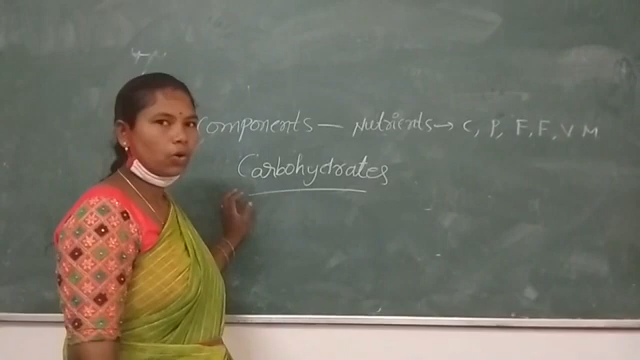 Components — Nutrients → C, P, F, F, V M
Carbohydrates